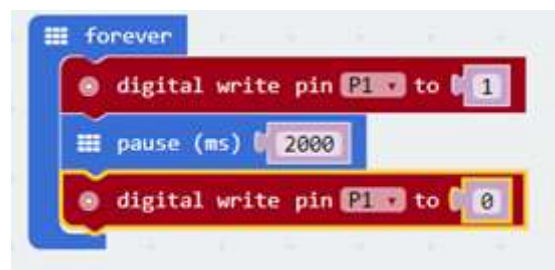 forever
digital write pin P1 to 1
pause (ms) 2000
digital write pin P1 to 0